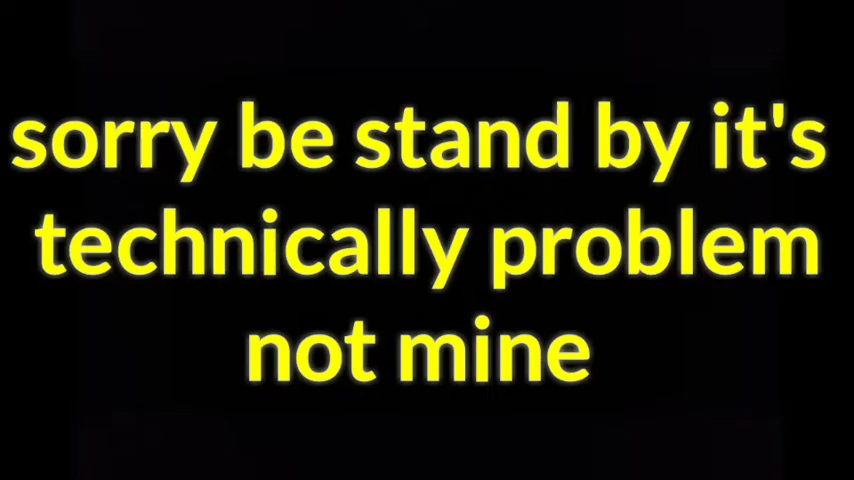 sorry be stand by it's
technically problem
not mine